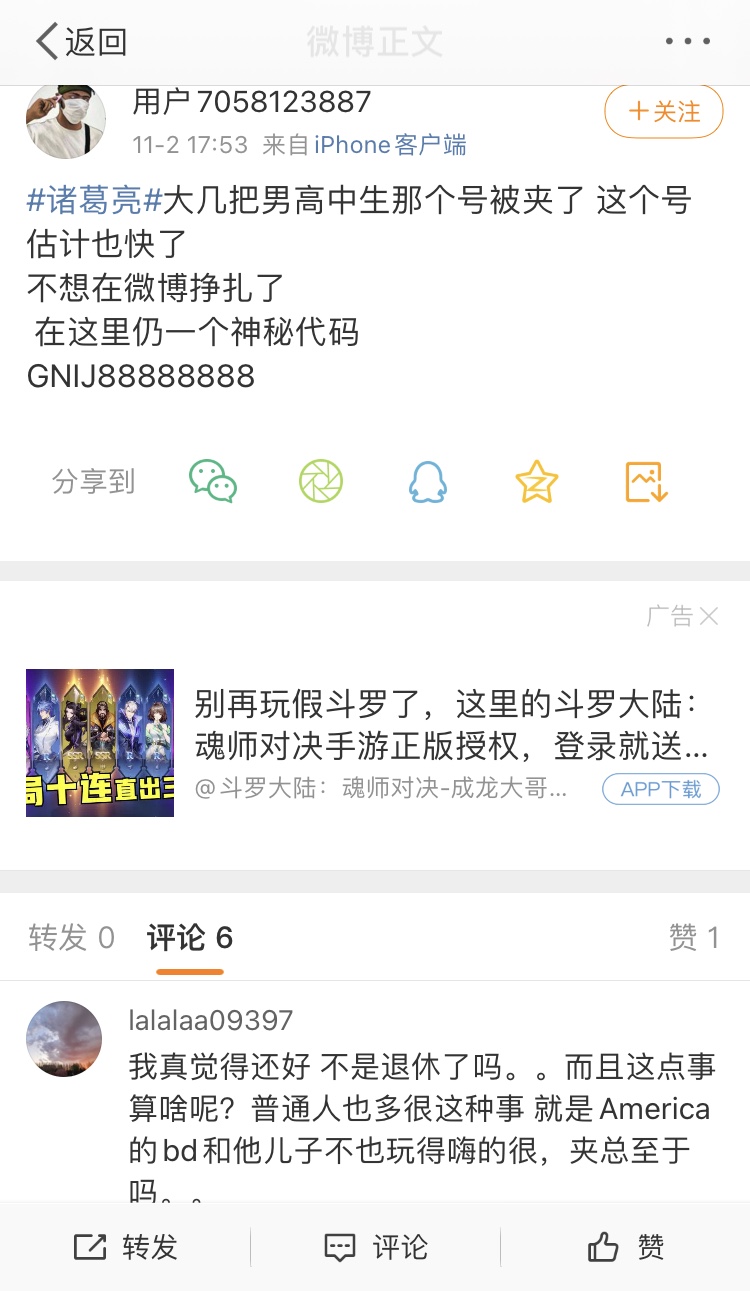 返回
微博正文
用户7058123887
+关注
11-2 17:53 来自iPhone客户端
#诸葛亮#大几把男高中生那个号被夹了 这个号
估计也快了
不想在微博挣扎了
在这里仍一个神秘代码
GNIJ88888888
分享到
广告
别再玩假斗罗了，这里的斗罗大陆：
魂师对决手游正版授权，登录就送...
@斗罗大陆：魂师对决-成龙大哥...
APP下载
R SSR SSR R R
局十连直出三
转发 0 评论 6 赞 1
lalalaa09397
我真觉得还好 不是退休了吗。。而且这点事
算啥呢？普通人也多很这种事 就是America
的bd和他儿子不也玩得嗨的很，夹总至于
吗。。
转发 评论 赞